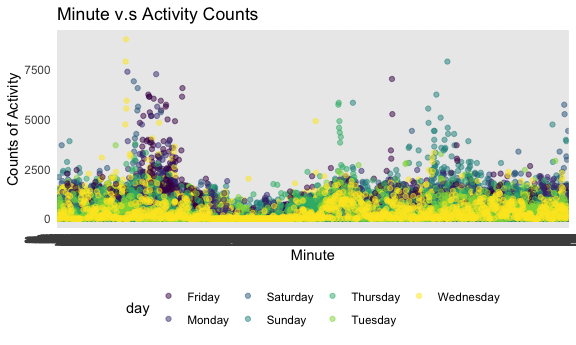 Minute v.s Activity Counts
Counts of Activity
7500
5000
2500
0
Minute
day
Friday
Saturday
Thursday
Wednesday
Monday
Sunday
Tuesday